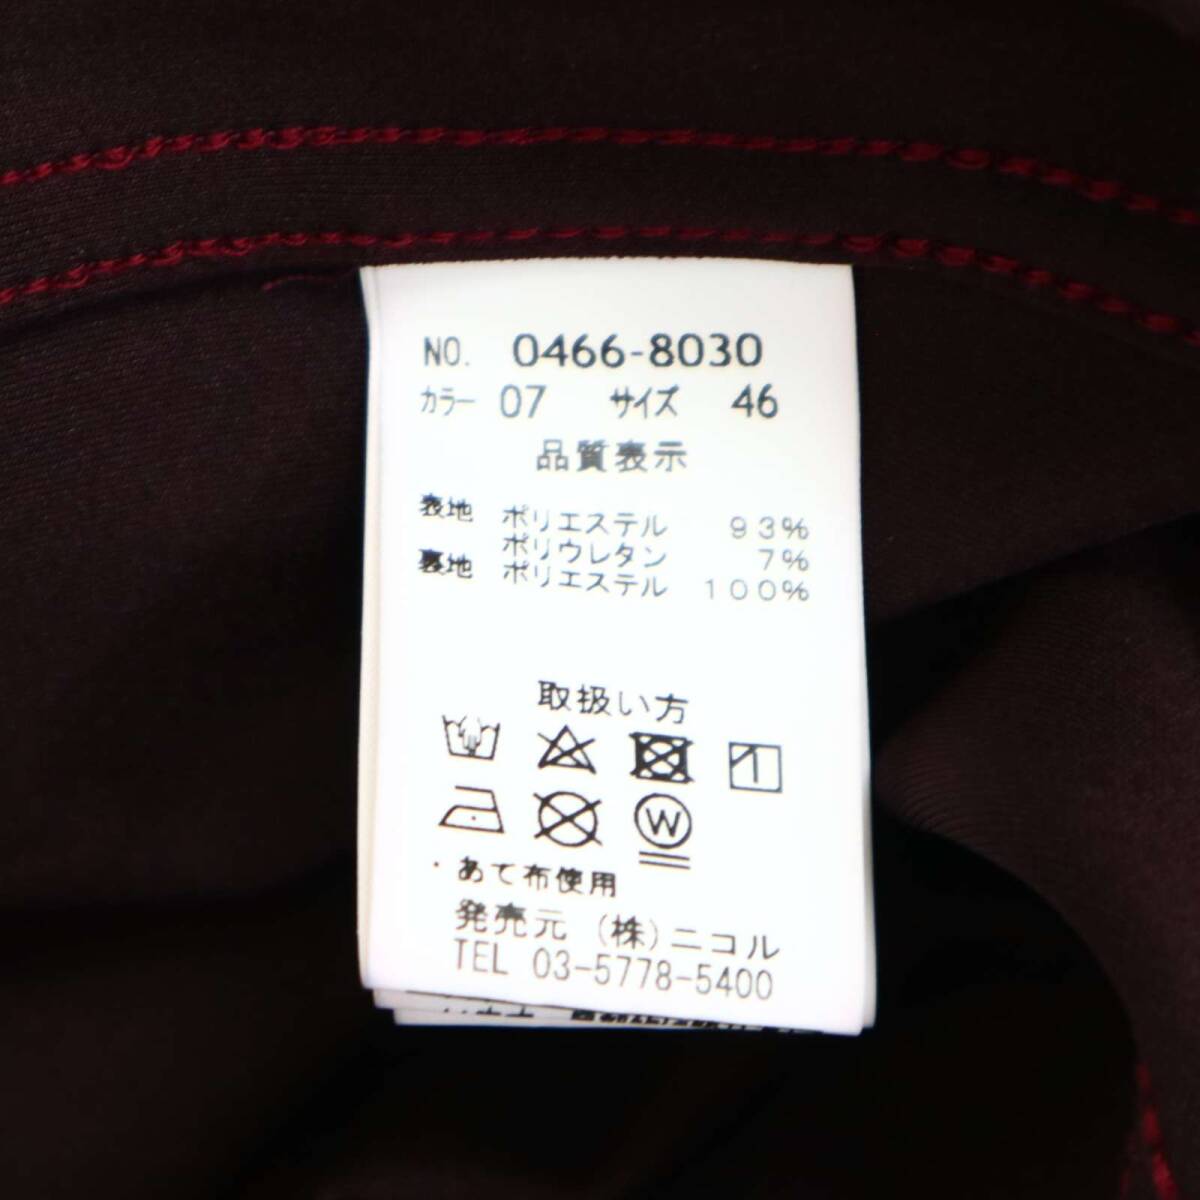 NO. 0466-8030
カラー 07 サイズ 46
品質表示
表地 ポリエステル 93%
ポリウレタン 7%
裏地 ポリエステル 100%
取扱い方
1
W
・あて布使用
発売元 (株)ニコル
TEL 03-5778-5400